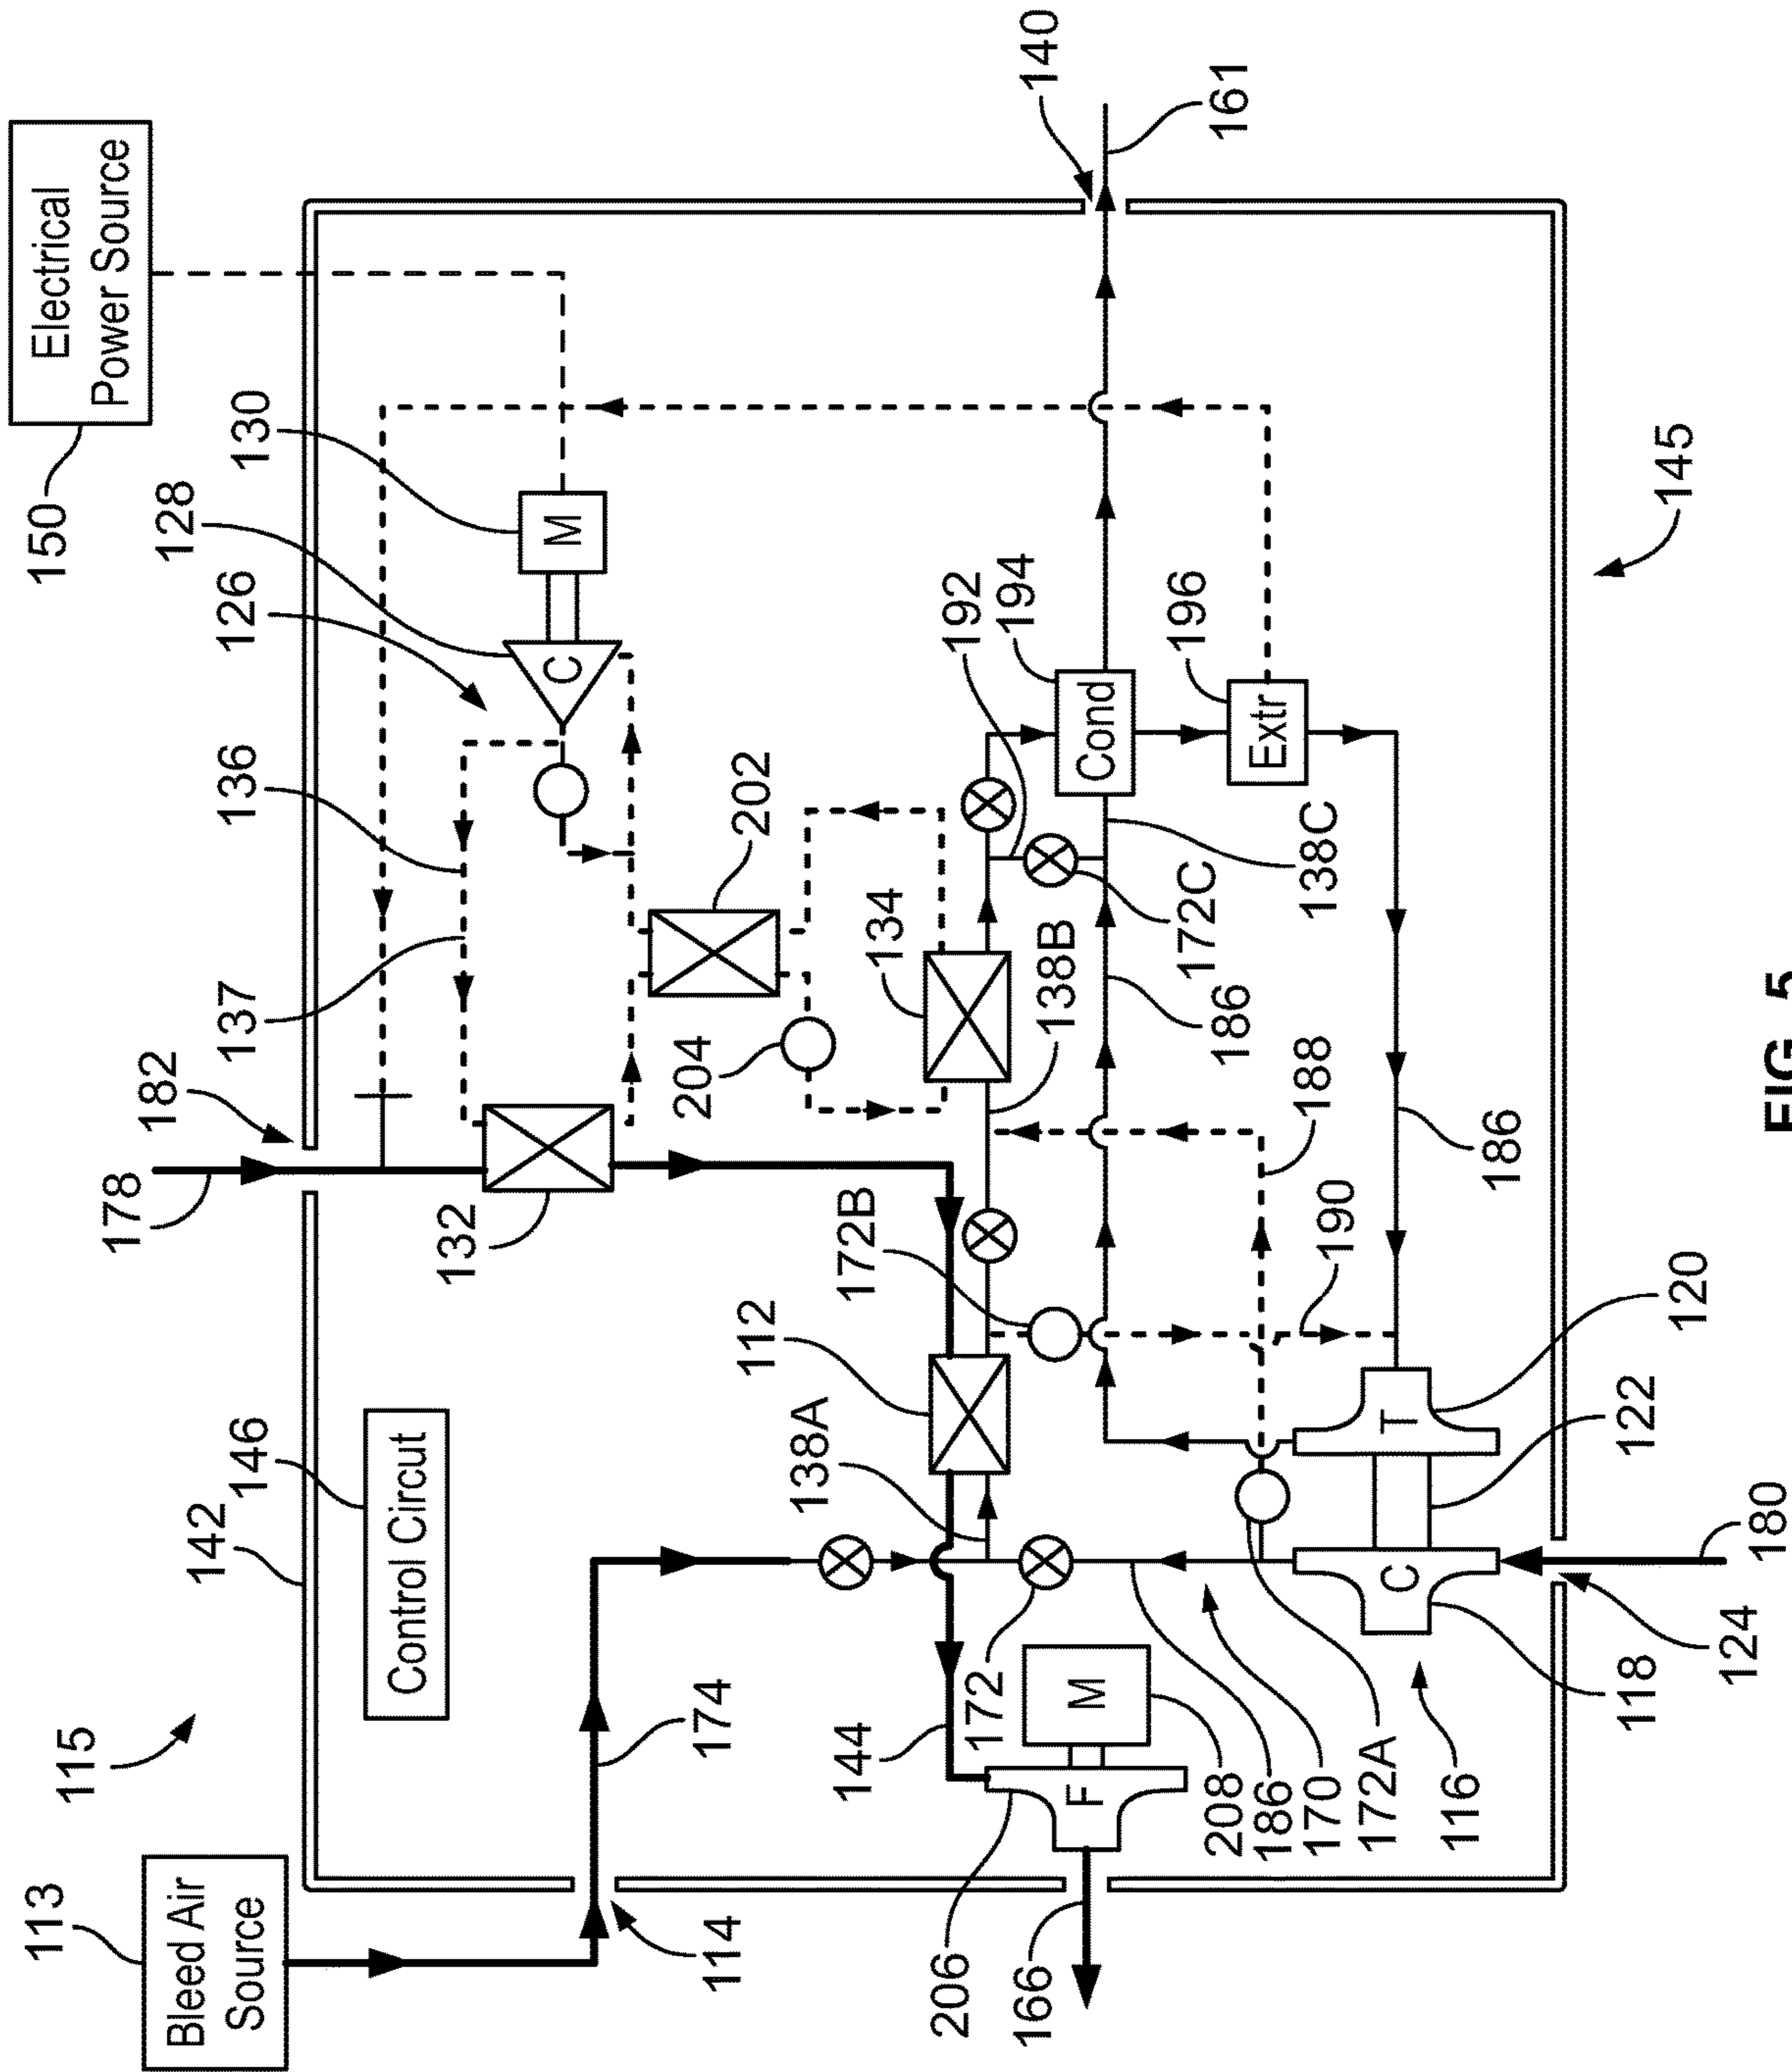 Electrical
Power Source
150
130
128
126
136
137
182
178
132
202
204
134
192
194
196
140
161
145
Bleed Air
Source
113
115
142
146
Control Circut
M
C
Cond
Extr
138C
172C
138B
186
188
190
186
172B
112
138A
174
114
144
172
M
F
208
186
170
172A
116
206
166
C
T
118
124
180
122
120
FIG. 5